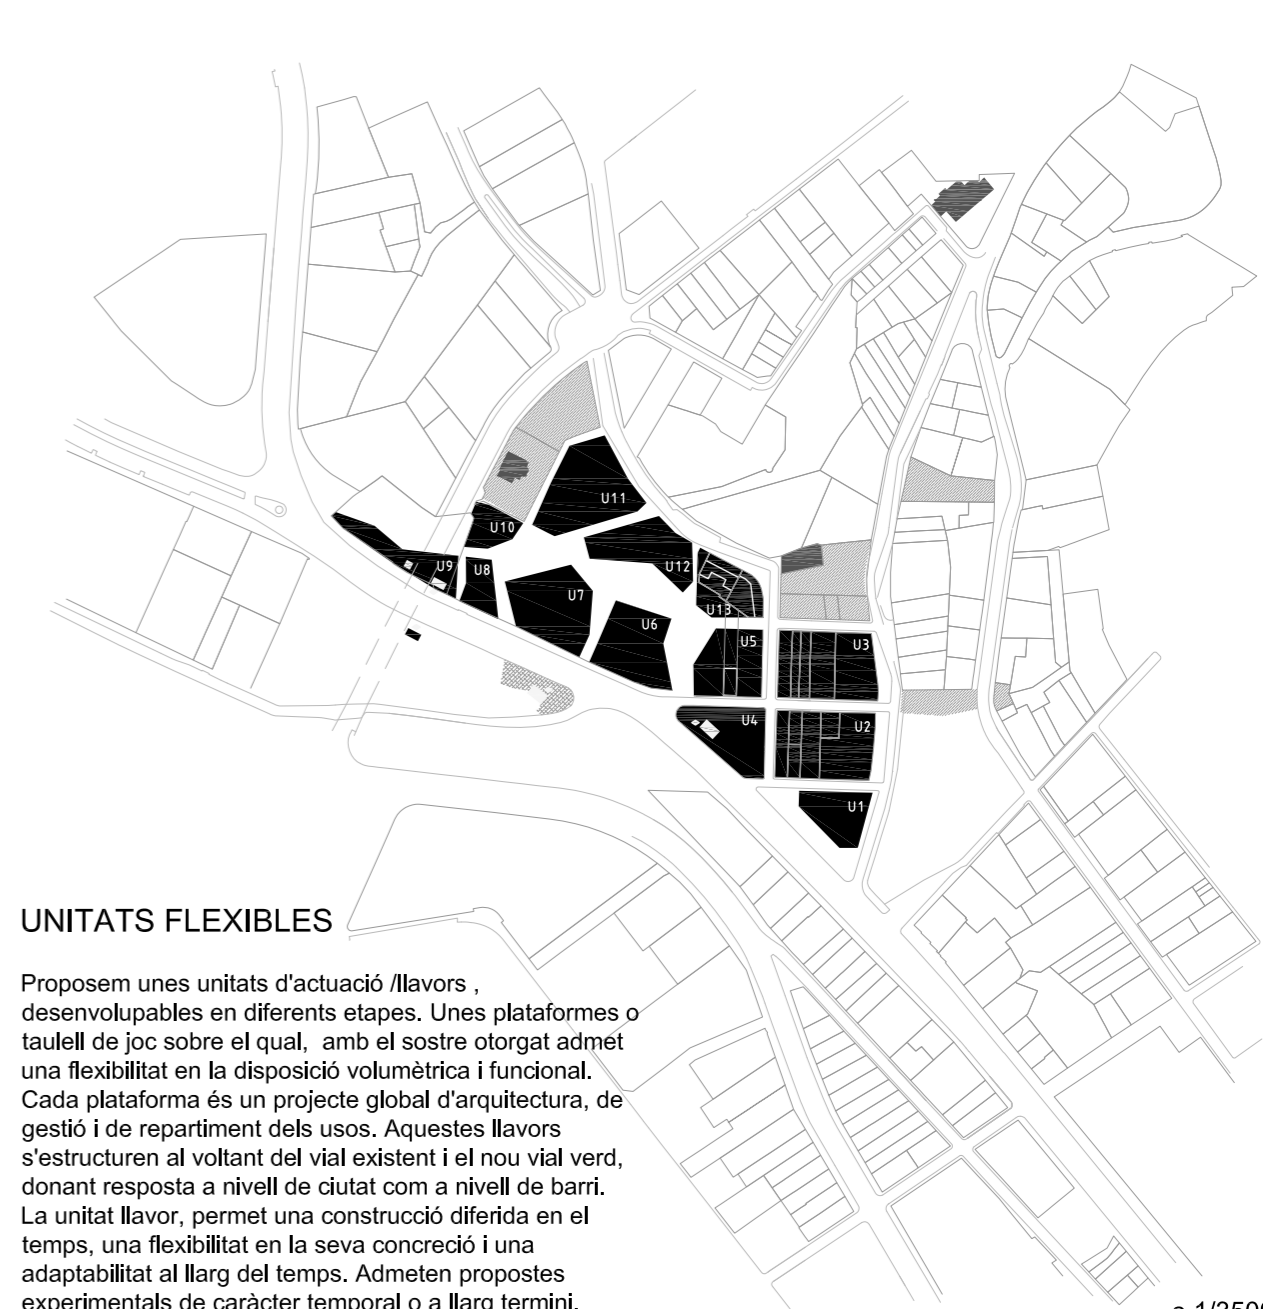 U11
U10
U12
U9
U8
U7
U13
U6
U5
U3
U4
U2
U1
UNITATS FLEXIBLES
Proposem unes unitats d'actuació /llavors ,
desenvolupables en diferents etapes. Unes plataformes o
taulell de joc sobre el qual, amb el sostre otorgat admet
una flexibilitat en la disposició volumètrica i funcional.
Cada plataforma és un projecte global d'arquitectura, de
gestió i de repartiment dels usos. Aquestes llavors
s'estructuren al voltant del vial existent i el nou vial verd,
donant resposta a nivell de ciutat com a nivell de barri.
La unitat llavor, permet una construcció diferida en el
temps, una flexibilitat en la seva concreció i una
adaptabilitat al llarg del temps. Admeten propostes
experimentals de caràcter temporal o a llarg termini.